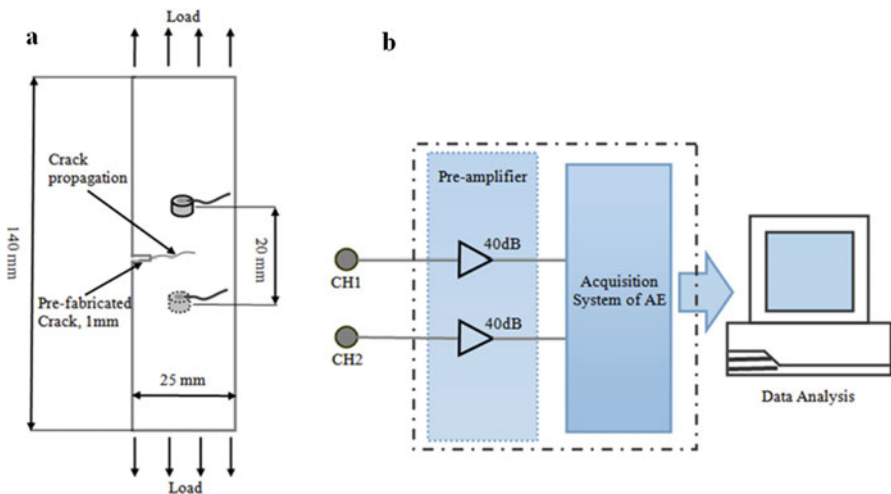 a
Load
Crack
propagation
140 mm
20 mm
Pre-fabricated
Crack, 1mm
25 mm
Load
b
Pre-amplifier
40dB
CH1
40dB
CH2
Acquisition
System of AE
Data Analysis